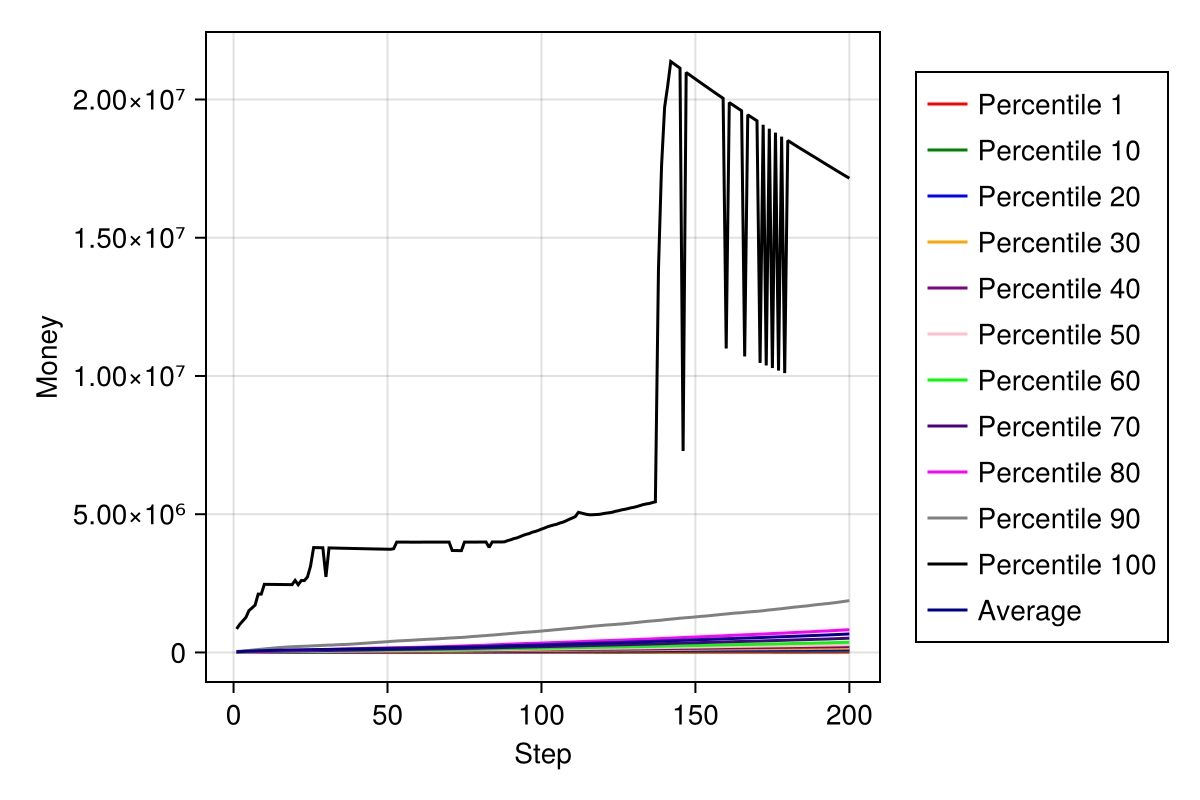 2.00×10⁷
1.50×10⁷
1.00×10⁷
5.00×10⁶
0
Money
0 50 100 150 200
Step
Percentile 1
Percentile 10
Percentile 20
Percentile 30
Percentile 40
Percentile 50
Percentile 60
Percentile 70
Percentile 80
Percentile 90
Percentile 100
Average